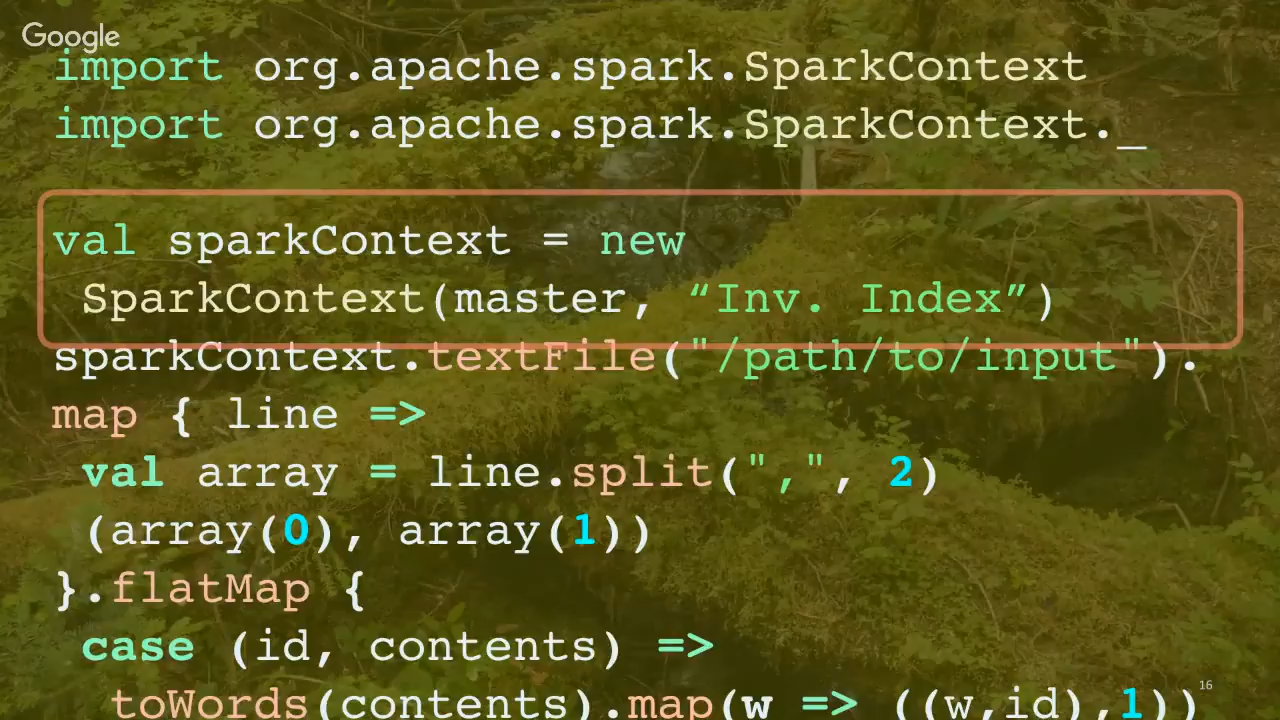 Google
import org.apache.spark.SparkContext
import org.apache.spark.SparkContext._
val sparkContext = new
SparkContext(master, “Inv. Index”)
sparkContext.textFile("/path/to/input").
map { line =>
val array = line.split(",", 2)
(array(0), array(1))
}.flatMap {
case (id, contents) =>
toWords(contents).map(w => ((w,id),1))
16